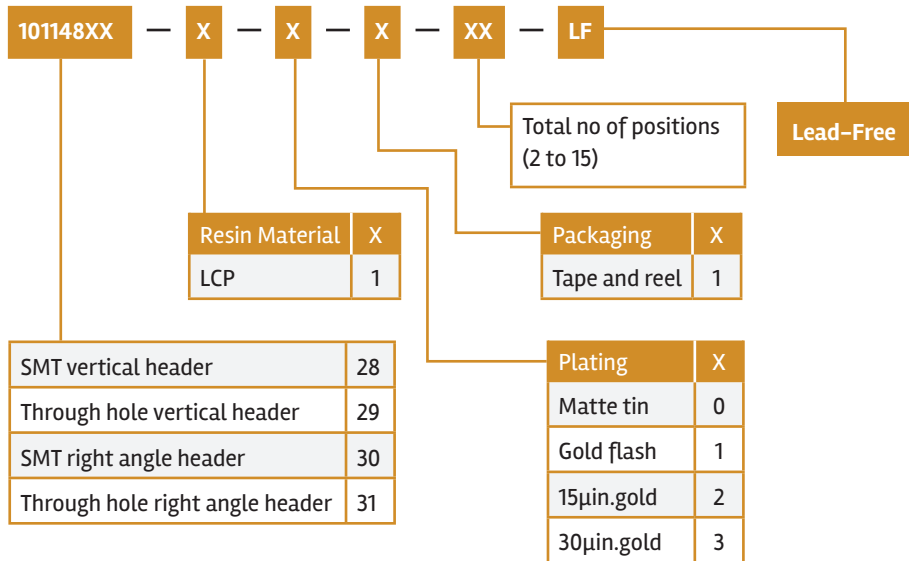 101148XX — X — X — X — XX — LF
Total no of positions
(2 to 15)
Lead-Free
Resin Material X
LCP 1
Packaging X
Tape and reel 1
SMT vertical header 28
Through hole vertical header 29
SMT right angle header 30
Through hole right angle header 31
Plating X
Matte tin 0
Gold flash 1
15µin.gold 2
30µin.gold 3